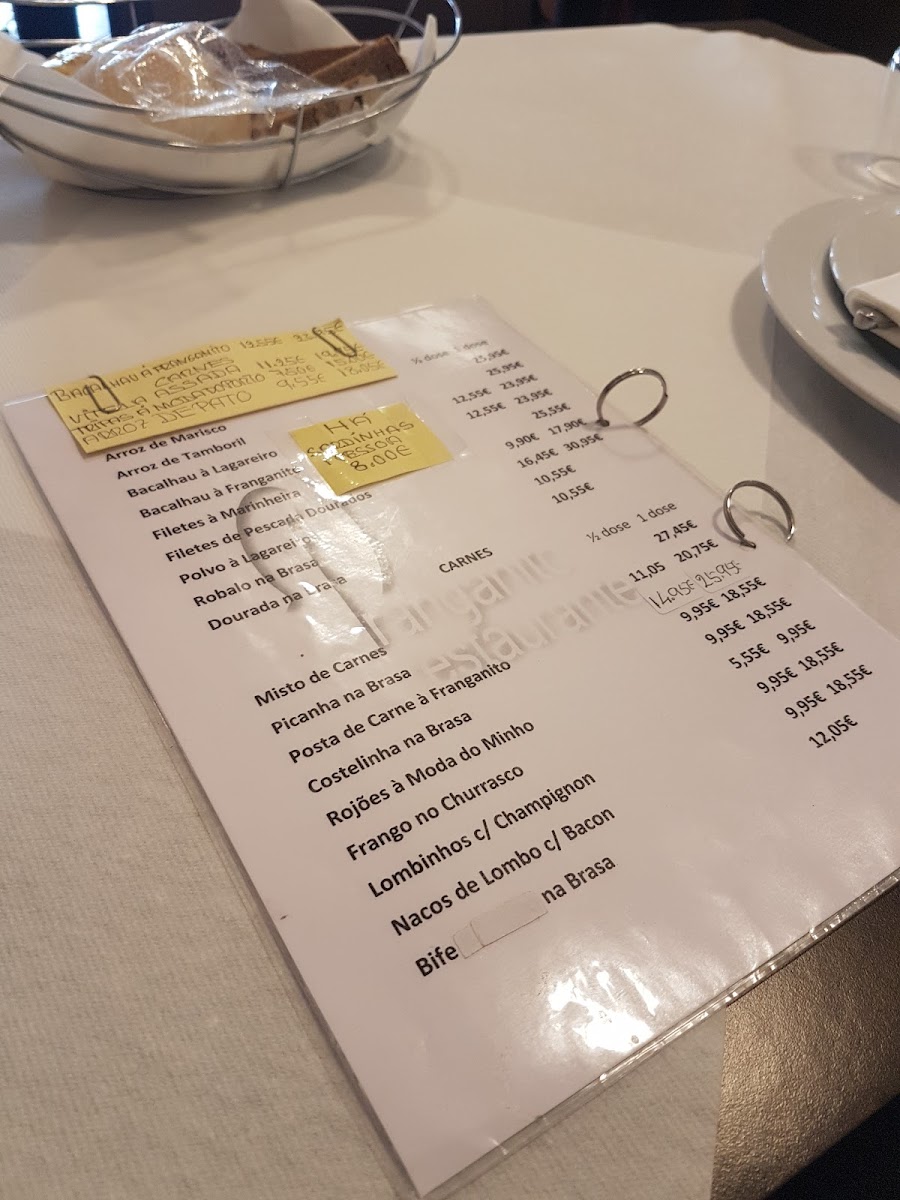 BACALHAU À FRANGANITO 12.55€
CARNES
VITELA ASSADA 11.25€
TRIPAS À MODA DO PORTO 7.50€
ARROZ DE PATO 9.55€ 18.05€
HÁ
SARDINHAS
PESSOA
8.00€
½ dose 1 dose
Arroz de Marisco 25,95€
Arroz de Tamboril 25,95€
Bacalhau à Lagareiro 12,55€ 23,95€
Bacalhau à Franganito 12,55€ 23,95€
Filetes à Marinheira 25,55€
Filetes de Pescada Dourados 9,90€ 17,90€
Polvo à Lagareiro 16,45€ 30,95€
Robalo na Brasa 10,55€
Dourada na Brasa 10,55€
CARNES
½ dose 1 dose
Misto de Carnes 27,45€
Picanha na Brasa 11,05 20,75€
Posta de Carne à Franganito 14,95€ 25,95€
Costelinha na Brasa 9,95€ 18,55€
Rojões à Moda do Minho 9,95€ 18,55€
Frango no Churrasco 5,55€ 9,95€
Lombinhos c/ Champignon 9,95€ 18,55€
Nacos de Lombo c/ Bacon 9,95€ 18,55€
Bife na Brasa 12,05€